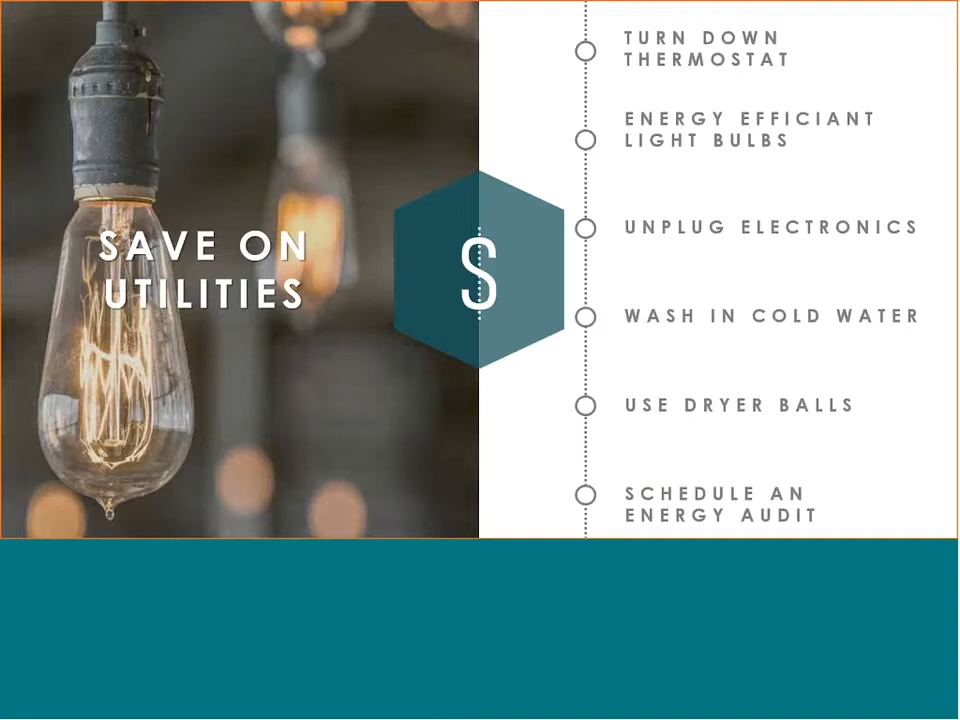 SAVE ON
UTILITIES
$
TURN DOWN
THERMOSTAT
ENERGY EFFICIANT
LIGHT BULBS
UNPLUG ELECTRONICS
WASH IN COLD WATER
USE DRYER BALLS
SCHEDULE AN
ENERGY AUDIT